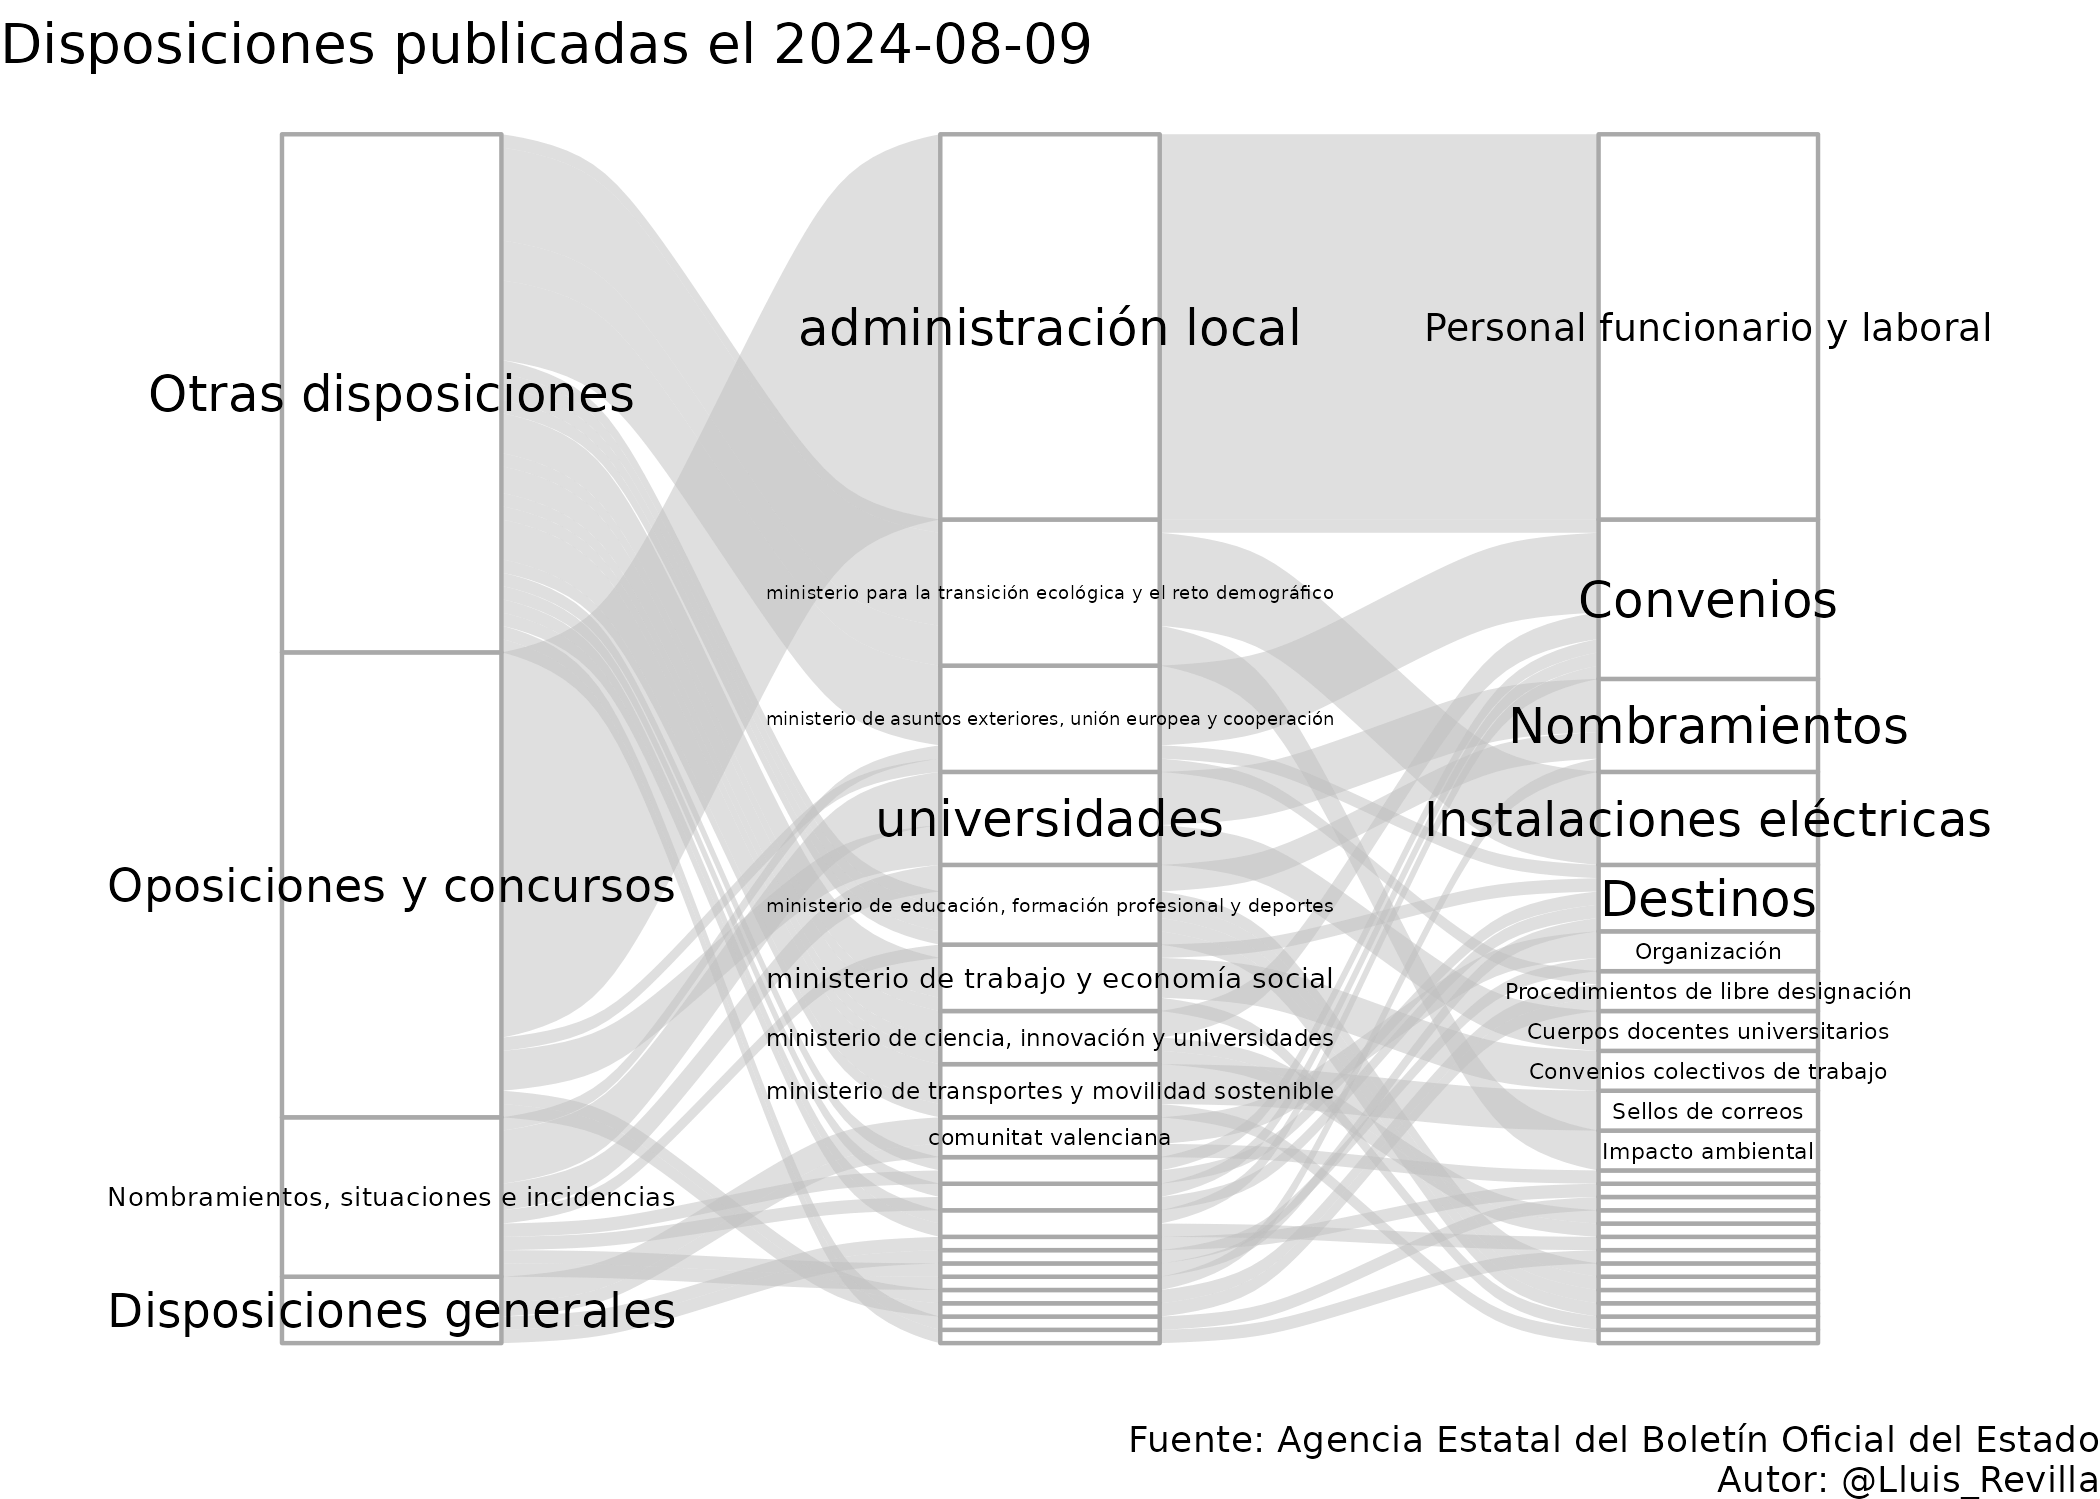 Disposiciones publicadas el 2024-08-09
Otras disposiciones
Oposiciones y concursos
Nombramientos, situaciones e incidencias
Disposiciones generales
administración local
ministerio para la transición ecológica y el reto demográfico
ministerio de asuntos exteriores, unión europea y cooperación
universidades
ministerio de educación, formación profesional y deportes
ministerio de trabajo y economía social
ministerio de ciencia, innovación y universidades
ministerio de transportes y movilidad sostenible
comunitat valenciana
Personal funcionario y laboral
Convenios
Nombramientos
Instalaciones eléctricas
Destinos
Organización
Procedimientos de libre designación
Cuerpos docentes universitarios
Convenios colectivos de trabajo
Sellos de correos
Impacto ambiental
Fuente: Agencia Estatal del Boletín Oficial del Estado
Autor: @Lluis_Revilla